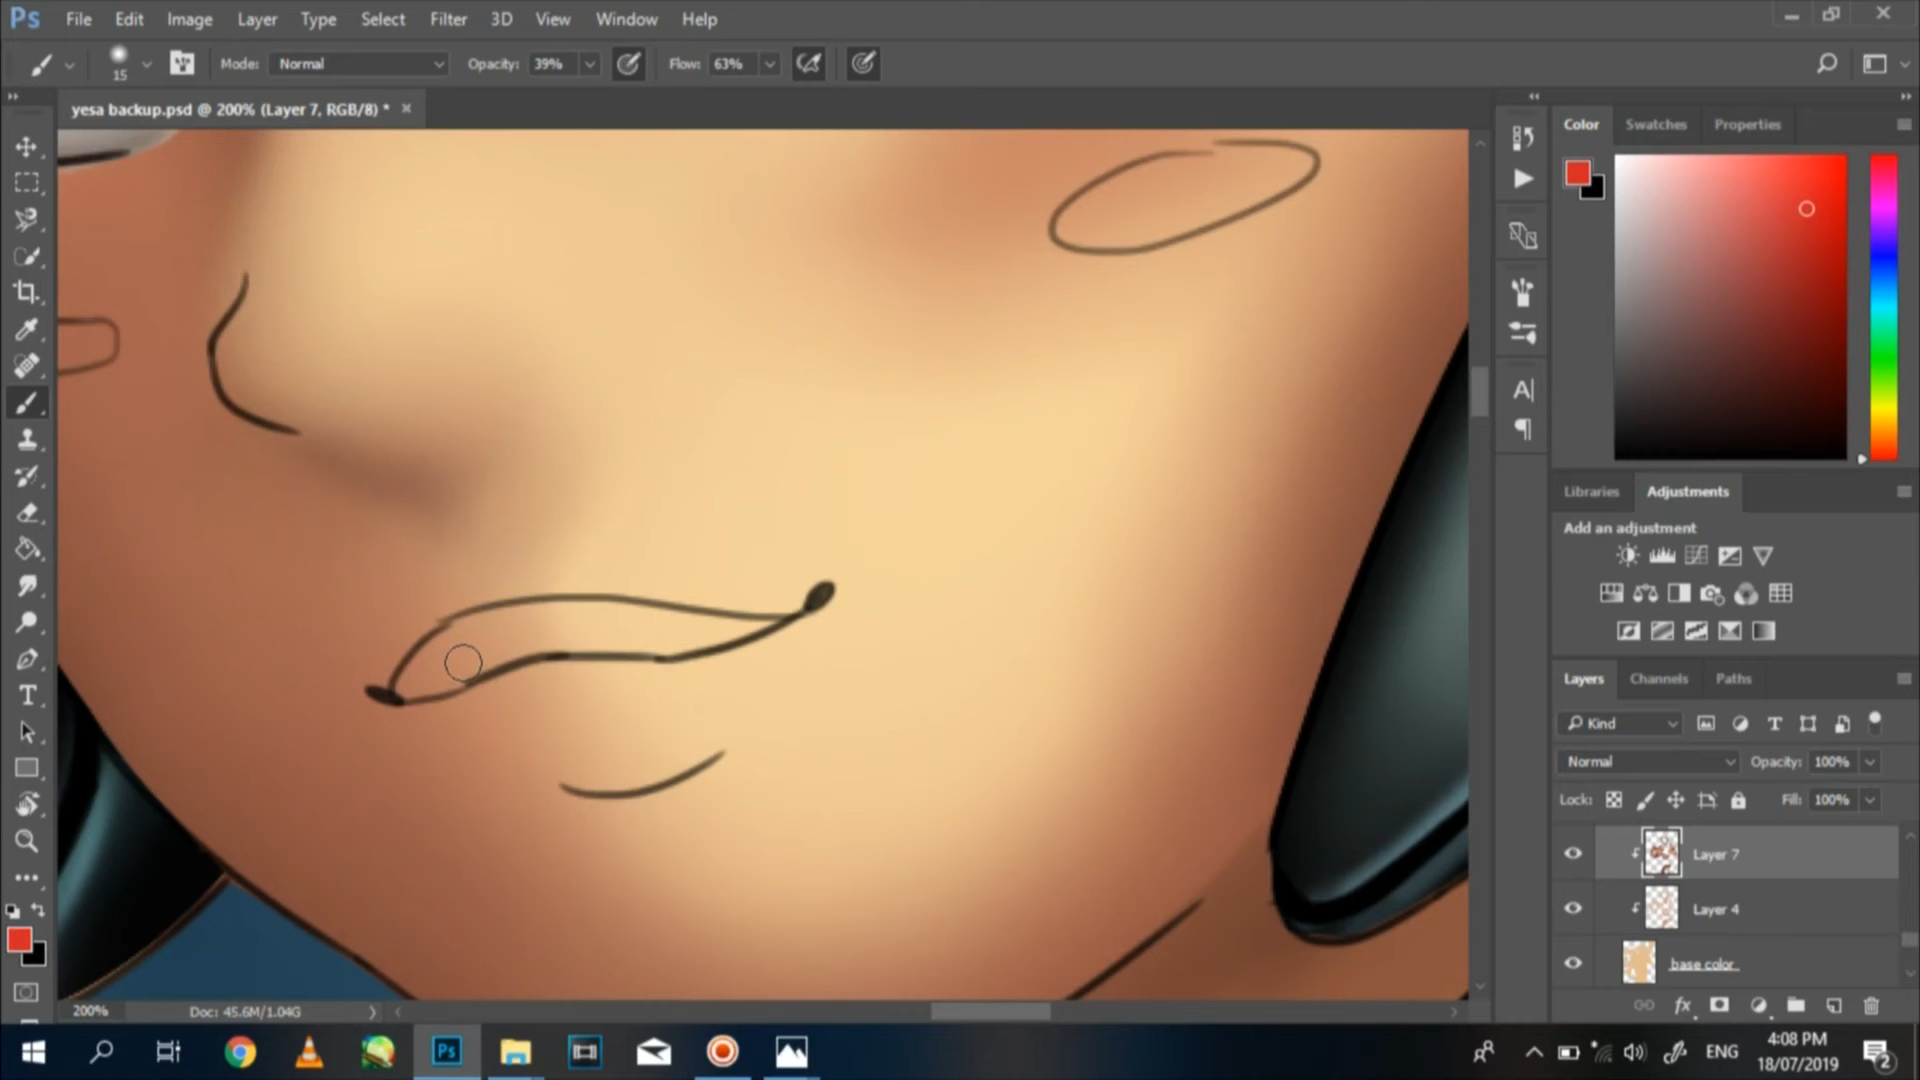 Ps File Edit Image Layer Type Select Filter 3D View Window Help
15 Mode: Normal Opacity: 39% Flow: 63%
yesa backup.psd @ 200% (Layer 7, RGB/8) *
Color Swatches Properties
Libraries Adjustments
Add an adjustment
Layers Channels Paths
Kind
Normal Opacity: 100%
Lock: Fill: 100%
Layer 7
Layer 4
base color
fx
200% Doc: 45.6M/1.04G
Ps
ENG
4:08 PM
18/07/2019
2